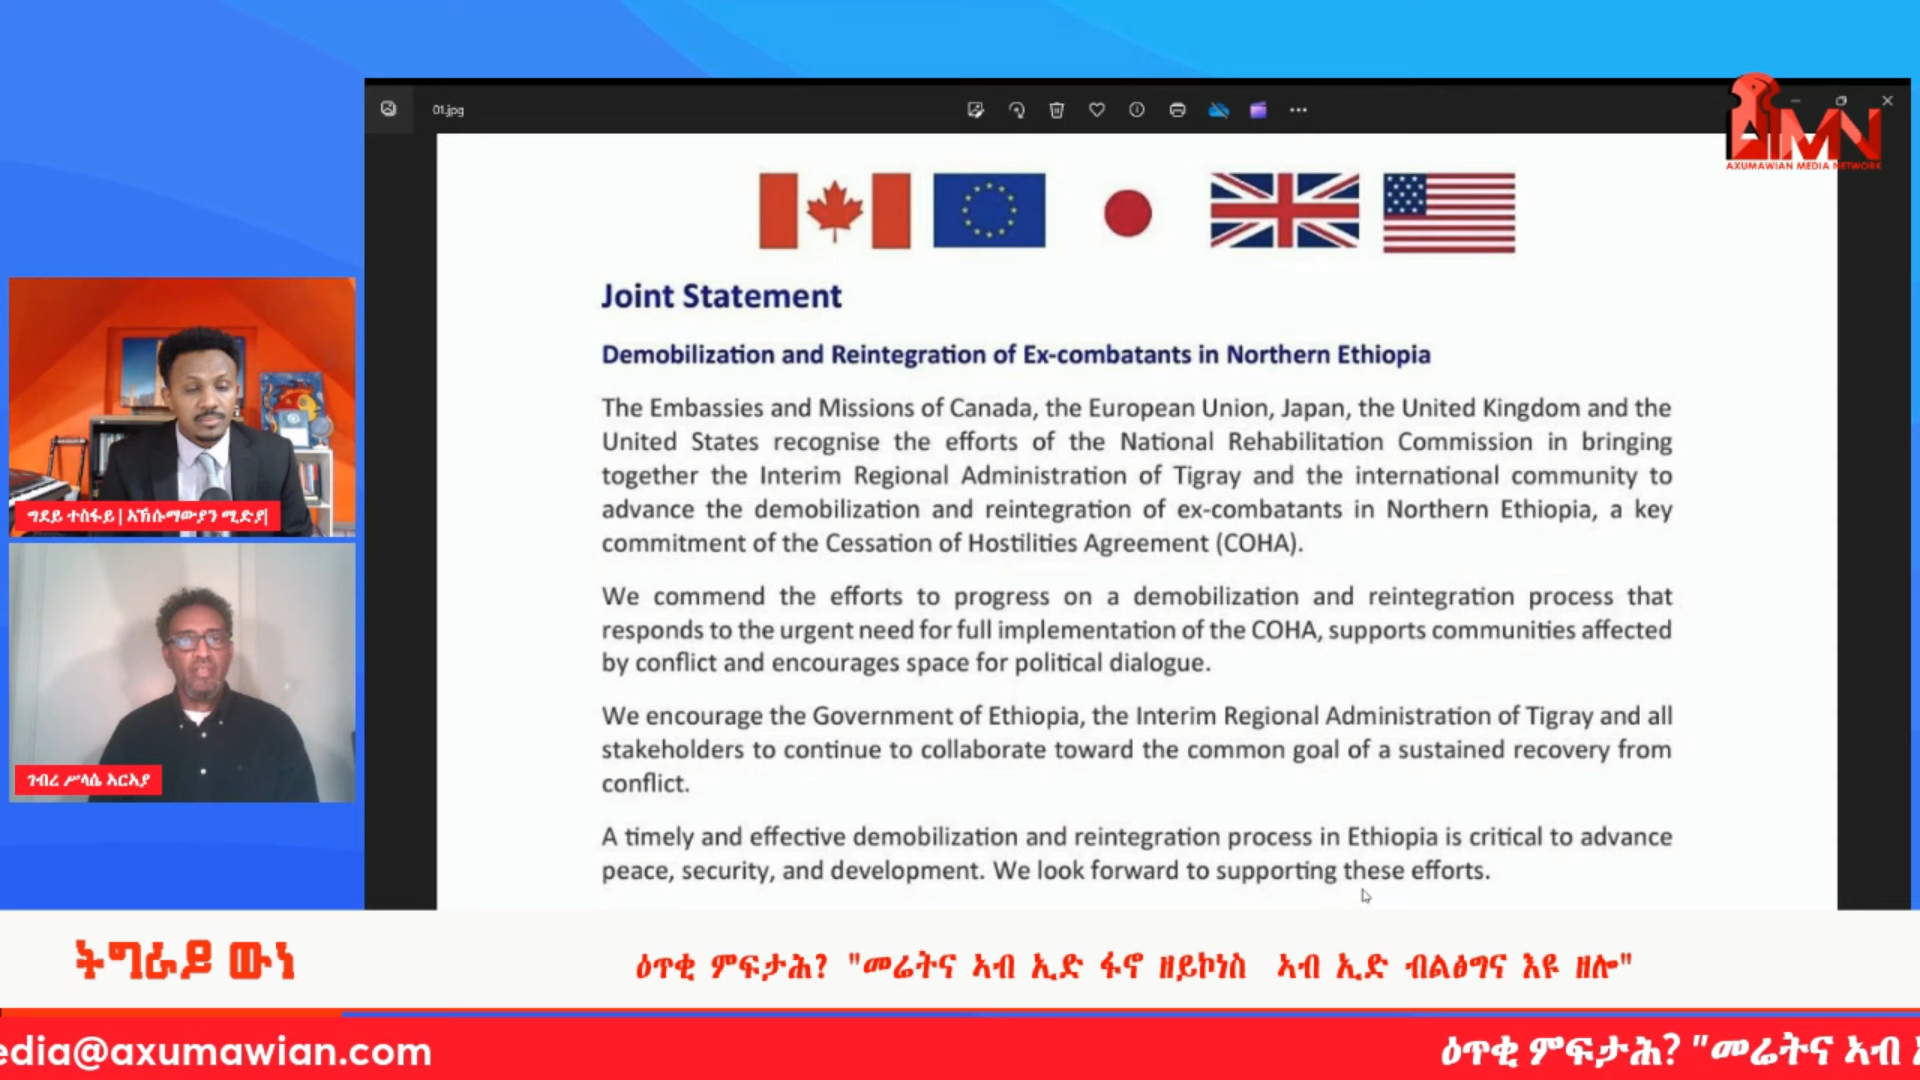 01.jpg
AMN
AXUMAWIAN MEDIA NETWORK
Joint Statement
Demobilization and Reintegration of Ex-combatants in Northern Ethiopia
The Embassies and Missions of Canada, the European Union, Japan, the United Kingdom and the
United States recognise the efforts of the National Rehabilitation Commission in bringing
together the Interim Regional Administration of Tigray and the international community to
advance the demobilization and reintegration of ex-combatants in Northern Ethiopia, a key
commitment of the Cessation of Hostilities Agreement (COHA).
We commend the efforts to progress on a demobilization and reintegration process that
responds to the urgent need for full implementation of the COHA, supports communities affected
by conflict and encourages space for political dialogue.
We encourage the Government of Ethiopia, the Interim Regional Administration of Tigray and all
stakeholders to continue to collaborate toward the common goal of a sustained recovery from
conflict.
A timely and effective demobilization and reintegration process in Ethiopia is critical to advance
peace, security, and development. We look forward to supporting these efforts.
ግደይ ተስፋይ | ኣኽሱማውያን ሚድያ|
ገብረ ሥላሴ ኣርኣያ
ትግራይ ውነ
ዕጥቂ ምፍታሕ? "መሬትና ኣብ ኢድ ፋኖ ዘይኮነስ ኣብ ኢድ ብልፅግና እዩ ዘሎ"
edia@axumawian.com
ዕጥቂ ምፍታሕ? "መሬትና ኣብ